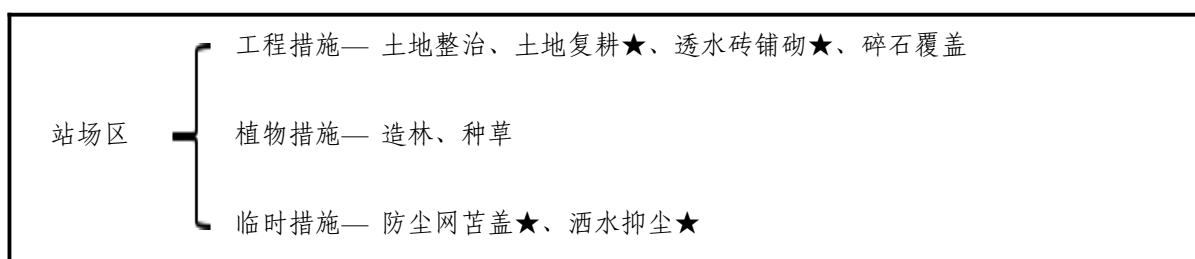 工程措施— 土地整治、土地复耕★、透水砖铺砌★、碎石覆盖
站场区
植物措施— 造林、种草
临时措施— 防尘网苫盖★、洒水抑尘★